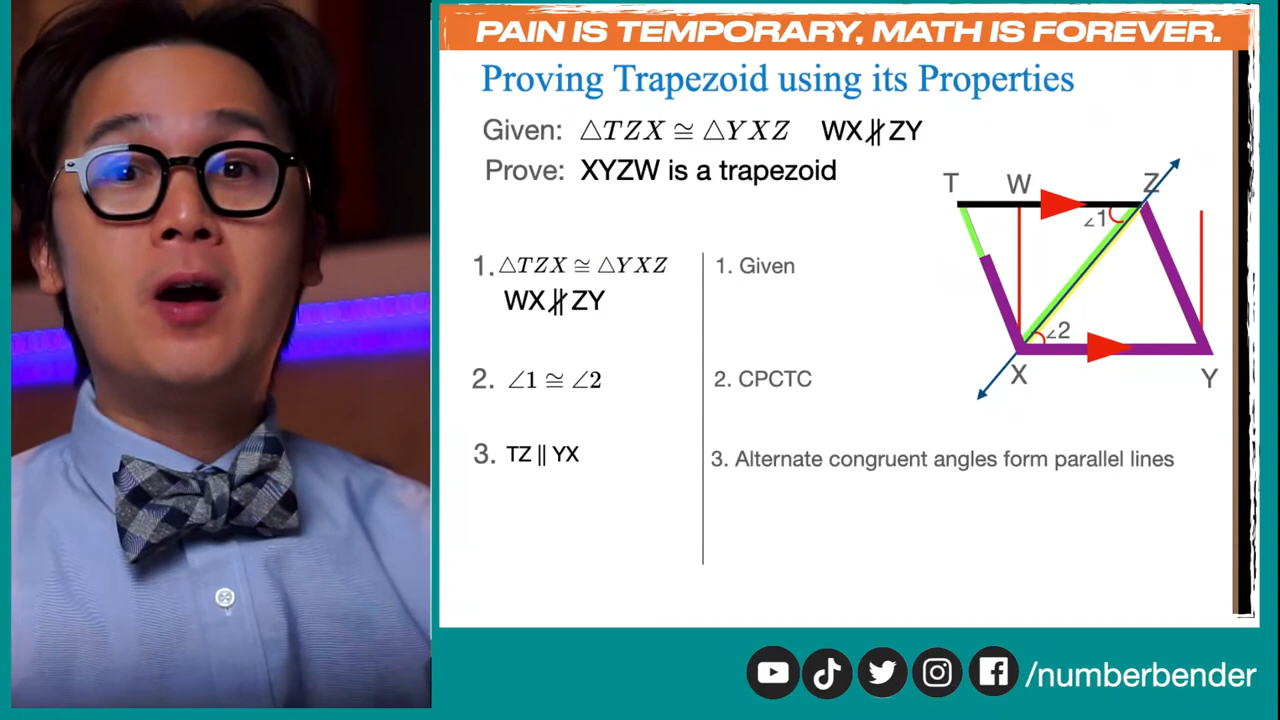 PAIN IS TEMPORARY, MATH IS FOREVER.
Proving Trapezoid using its Properties
Given: △TZX ≅ △YXZ WX ∦ ZY
Prove: XYZW is a trapezoid
T W Z
∠1
∠2
X Y
1. △TZX ≅ △YXZ 1. Given
WX ∦ ZY
2. ∠1 ≅ ∠2 2. CPCTC
3. TZ || YX 3. Alternate congruent angles form parallel lines
/numberbender